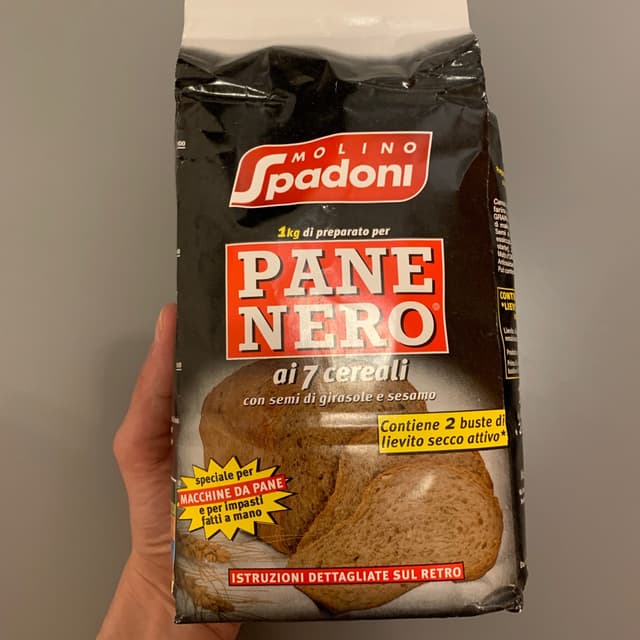 MOLINO
Spadoni
1kg di preparato per
PANE
NERO®
ai 7 cereali
con semi di girasole e sesamo
Contiene 2 buste di
lievito secco attivo*
speciale per
MACCHINE DA PANE
e per impasti
fatti a mano
ISTRUZIONI DETTAGLIATE SUL RETRO